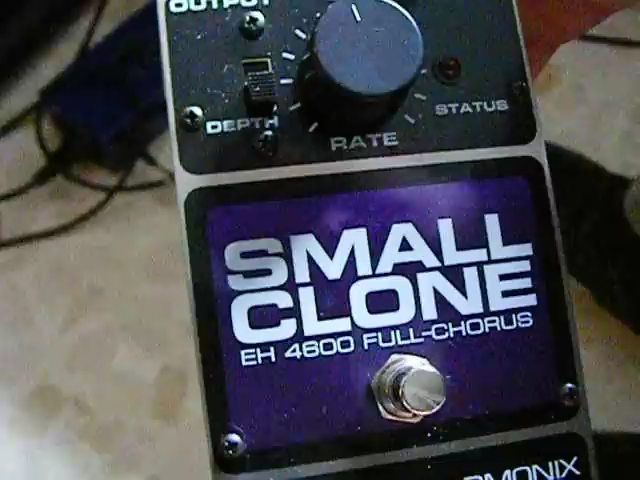 OUTPUT
DEPTH
RATE
STATUS
SMALL
CLONE
EH 4600 FULL-CHORUS